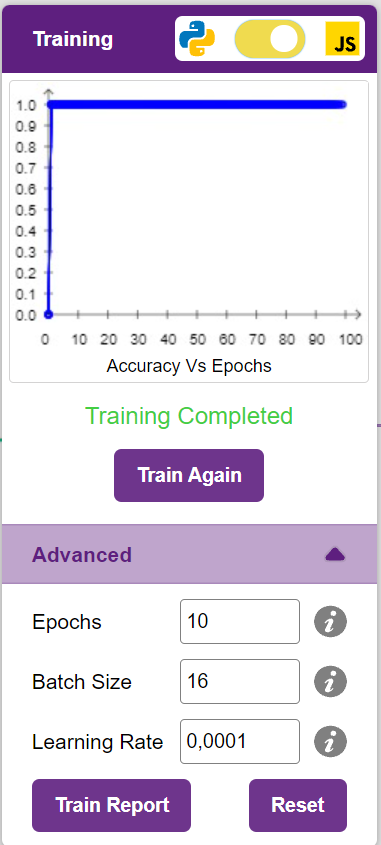 Training
JS
1.0
0.9
0.8
0.7
0.6
0.5
0.4
0.3
0.2
0.1
0.0
0 10 20 30 40 50 60 70 80 90 100
Accuracy Vs Epochs
Training Completed
Train Again
Advanced
Epochs 10 i
Batch Size 16 i
Learning Rate 0,0001 i
Train Report Reset